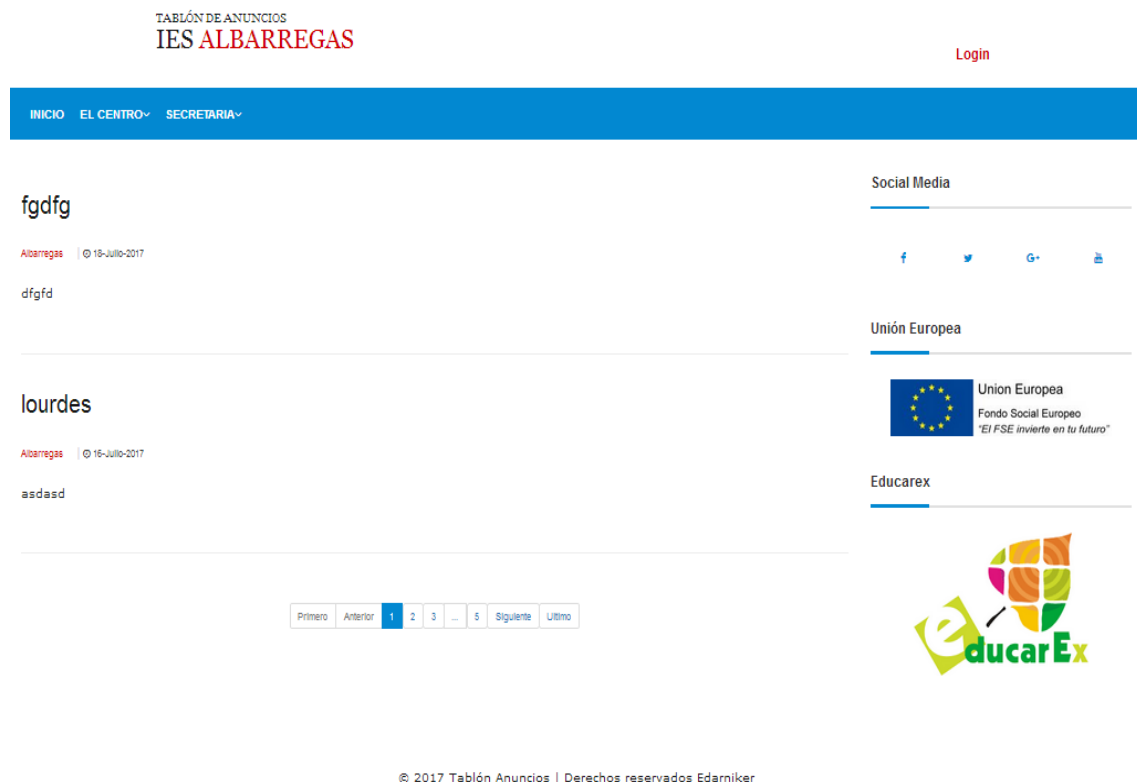 TABLÓN DE ANUNCIOS
IES ALBARREGAS
Login
INICIO EL CENTRO SECRETARIA
fgdfg
Albarregas 18-Julio-2017
dfgfd
lourdes
Albarregas 16-Julio-2017
asdasd
Primero Anterior 1 2 3 ... 5 Siguiente Ultimo
Social Media
f G+ You
Unión Europea
Union Europea
Fondo Social Europeo
"El FSE invierte en tu futuro"
Educarex
educarEx
© 2017 Tablón Anuncios | Derechos reservados Edarniker